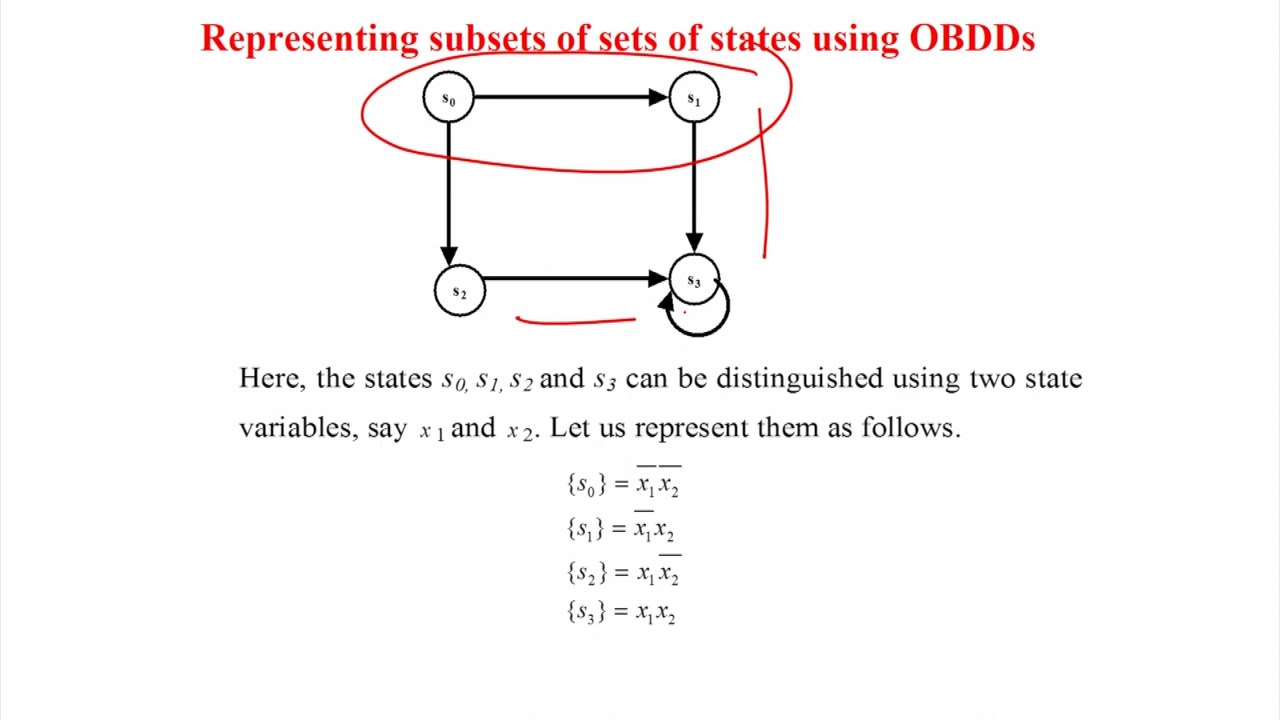 Representing subsets of sets of states using OBDDs
s₀
s₁
s₂
s₃
Here, the states s₀, s₁, s₂ and s₃ can be distinguished using two state
variables, say x₁ and x₂. Let us represent them as follows.
{s₀} = x̅₁x̅₂
{s₁} = x̅₁x₂
{s₂} = x₁x̅₂
{s₃} = x₁x₂